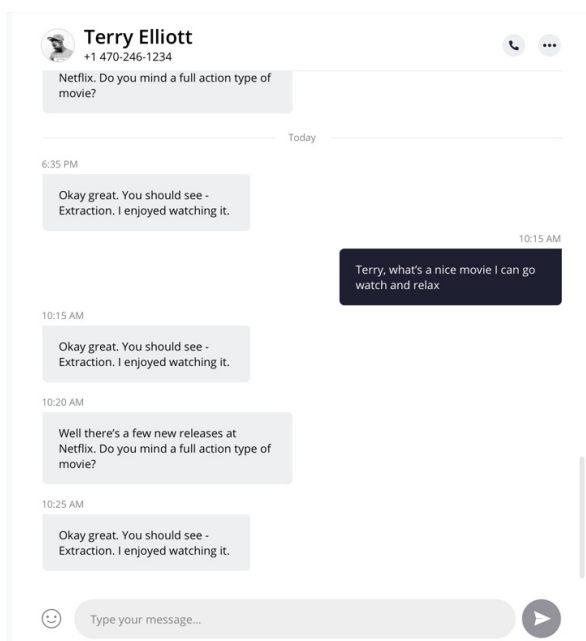 Terry Elliott
+1 470-246-1234
Netflix. Do you mind a full action type of
movie?
Today
6:35 PM
Okay great. You should see -
Extraction. I enjoyed watching it.
10:15 AM
Terry, what's a nice movie I can go
watch and relax
10:15 AM
Okay great. You should see -
Extraction. I enjoyed watching it.
10:20 AM
Well there's a few new releases at
Netflix. Do you mind a full action type of
movie?
10:25 AM
Okay great. You should see -
Extraction. I enjoyed watching it.
Type your message...